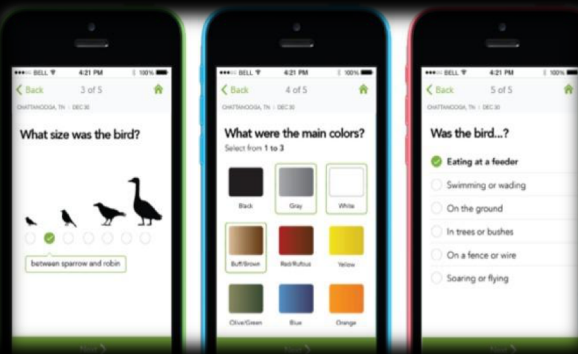 BELL 4:21 PM 100%
Back 3 of 5
CHATTANOOGA, TN | DEC 30
What size was the bird?
between sparrow and robin
BELL 4:21 PM 100%
Back 4 of 5
CHATTANOOGA, TN | DEC 30
What were the main colors?
Select from 1 to 3
Black Gray White
Buff/Brown Red/Rufous Yellow
Olive/Green Blue Orange
Next
BELL 4:21 PM 100%
Back 5 of 5
CHATTANOOGA, TN | DEC 30
Was the bird...?
Eating at a feeder
Swimming or wading
On the ground
In trees or bushes
On a fence or wire
Soaring or flying